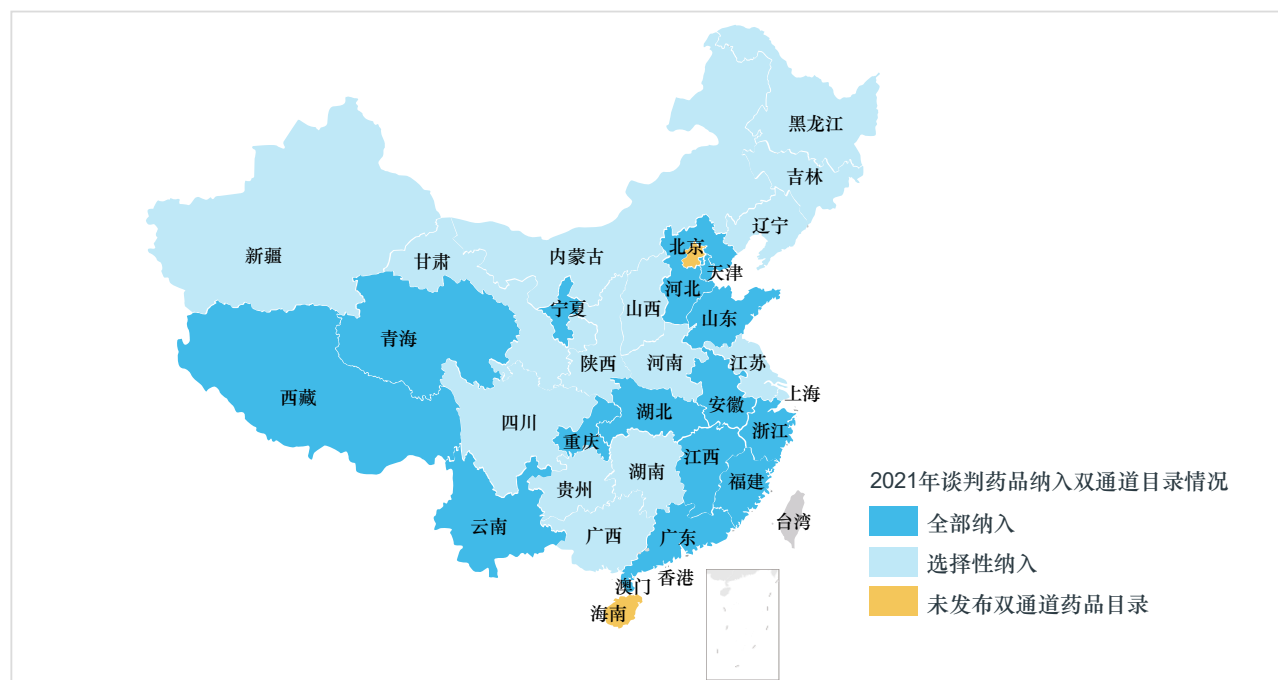 黑龙江
吉林
辽宁
新疆
内蒙古
甘肃
北京
天津
宁夏
河北
山西
山东
青海
陕西
河南
江苏
西藏
上海
四川
湖北
安徽
重庆
浙江
江西
湖南
福建
贵州
云南
广西
广东
台湾
香港
澳门
海南
2021年谈判药品纳入双通道目录情况
全部纳入
选择性纳入
未发布双通道药品目录